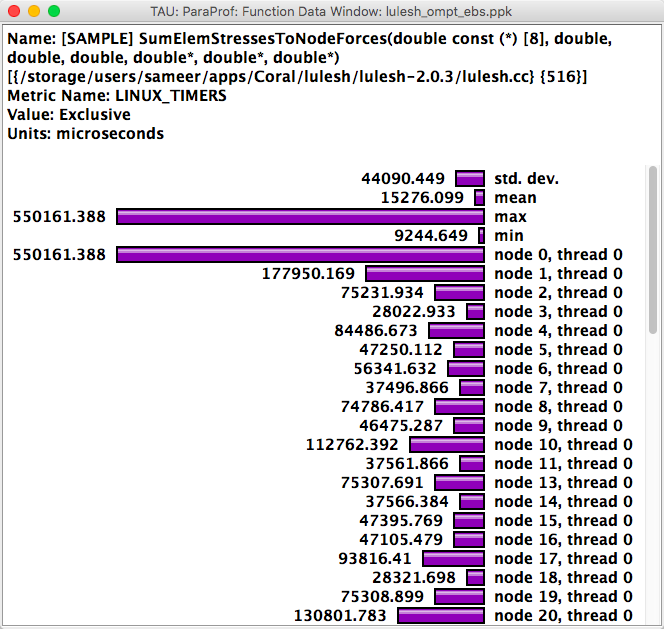 TAU: ParaProf: Function Data Window: lulesh_ompt_ebs.ppk
Name: [SAMPLE] SumElemStressesToNodeForces(double const (*) [8], double,
double, double, double*, double*, double*)
[{/storage/users/sameer/apps/Coral/lulesh/lulesh-2.0.3/lulesh.cc} {516}]
Metric Name: LINUX_TIMERS
Value: Exclusive
Units: microseconds
44090.449 std. dev.
15276.099 mean
550161.388 max
9244.649 min
550161.388 node 0, thread 0
177950.169 node 1, thread 0
75231.934 node 2, thread 0
28022.933 node 3, thread 0
84486.673 node 4, thread 0
47250.112 node 5, thread 0
56341.632 node 6, thread 0
37496.866 node 7, thread 0
74786.417 node 8, thread 0
46475.287 node 9, thread 0
112762.392 node 10, thread 0
37561.866 node 11, thread 0
75307.691 node 13, thread 0
37566.384 node 14, thread 0
47395.769 node 15, thread 0
47105.479 node 16, thread 0
93816.41 node 17, thread 0
28321.698 node 18, thread 0
75308.899 node 19, thread 0
130801.783 node 20, thread 0